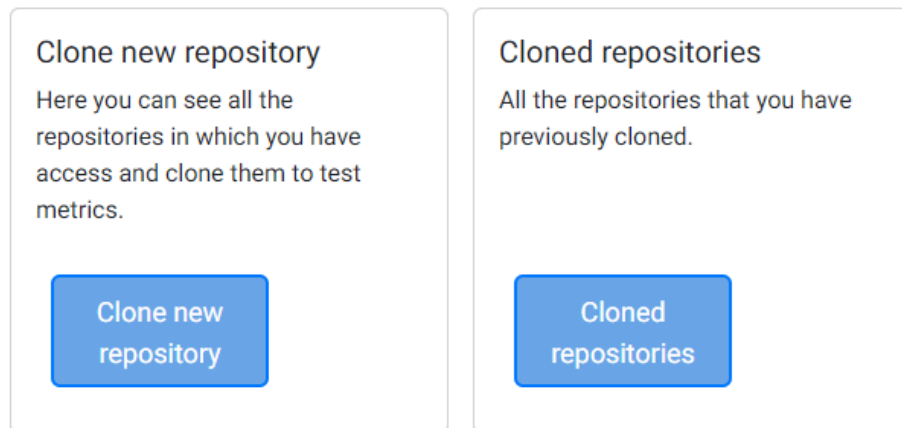 Clone new repository
Here you can see all the
repositories in which you have
access and clone them to test
metrics.
Clone new
repository
Cloned repositories
All the repositories that you have
previously cloned.
Cloned
repositories